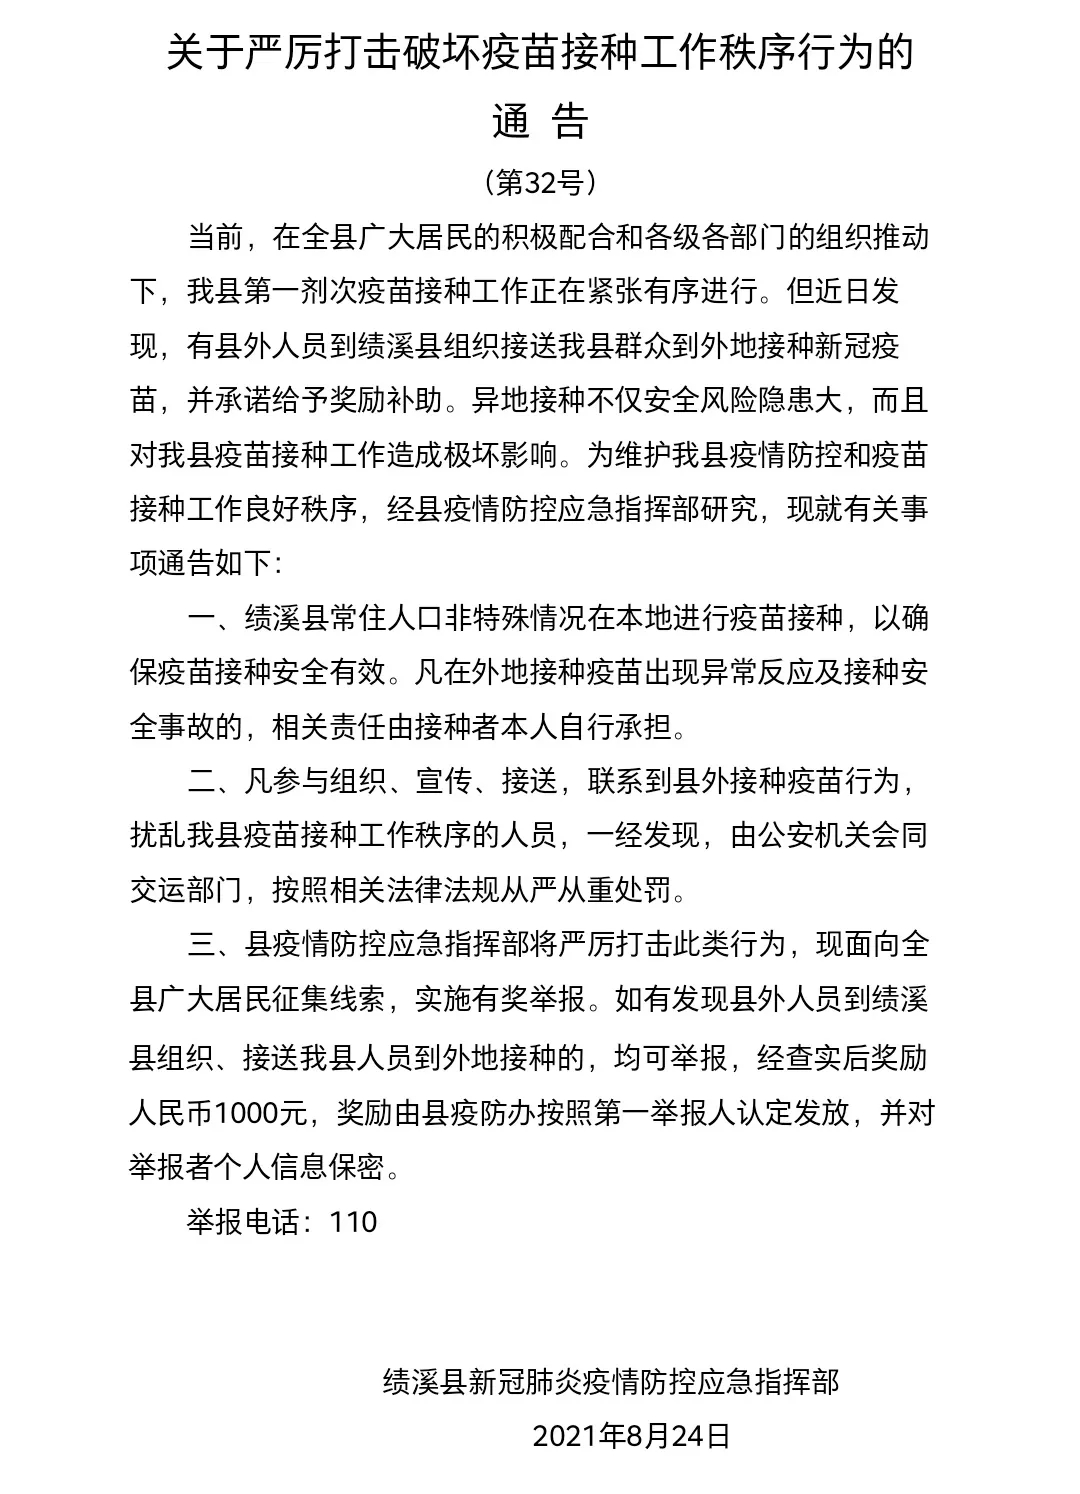 关于严厉打击破坏疫苗接种工作秩序行为的
通 告
（第32号）
当前，在全县广大居民的积极配合和各级各部门的组织推动
下，我县第一剂次疫苗接种工作正在紧张有序进行。但近日发
现，有县外人员到绩溪县组织接送我县群众到外地接种新冠疫
苗，并承诺给予奖励补助。异地接种不仅安全风险隐患大，而且
对我县疫苗接种工作造成极坏影响。为维护我县疫情防控和疫苗
接种工作良好秩序，经县疫情防控应急指挥部研究，现就有关事
项通告如下：
一、绩溪县常住人口非特殊情况在本地进行疫苗接种，以确
保疫苗接种安全有效。凡在外地接种疫苗出现异常反应及接种安
全事故的，相关责任由接种者本人自行承担。
二、凡参与组织、宣传、接送，联系到县外接种疫苗行为，
扰乱我县疫苗接种工作秩序的人员，一经发现，由公安机关会同
交运部门，按照相关法律法规从严从重处罚。
三、县疫情防控应急指挥部将严厉打击此类行为，现面向全
县广大居民征集线索，实施有奖举报。如有发现县外人员到绩溪
县组织、接送我县人员到外地接种的，均可举报，经查实后奖励
人民币1000元，奖励由县疫防办按照第一举报人认定发放，并对
举报者个人信息保密。
举报电话：110
绩溪县新冠肺炎疫情防控应急指挥部
2021年8月24日